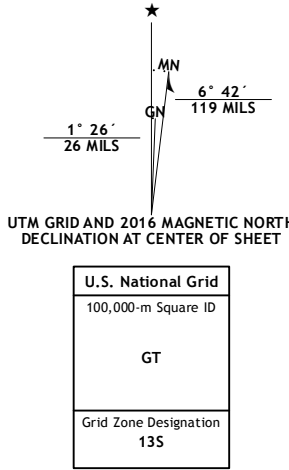 ★
MN
GN
6° 42´
119 MILS
1° 26´
26 MILS
UTM GRID AND 2016 MAGNETIC NORTH
DECLINATION AT CENTER OF SHEET
U.S. National Grid
100,000-m Square ID
GT
Grid Zone Designation
13S